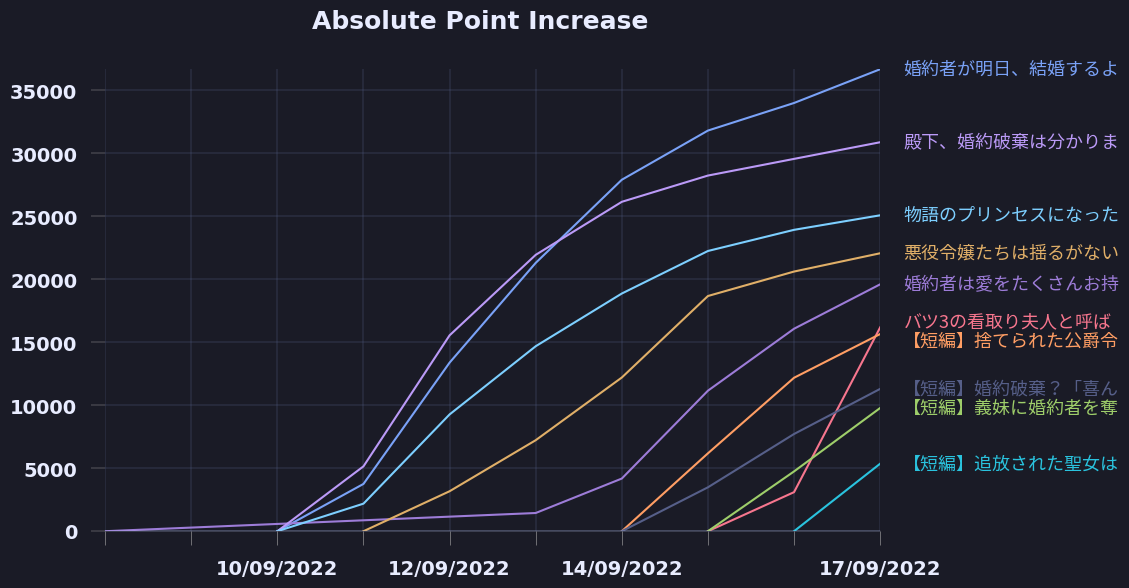 Absolute Point Increase
35000
30000
25000
20000
15000
10000
5000
0
10/09/2022
12/09/2022
14/09/2022
17/09/2022
婚約者が明日、結婚するよ
殿下、婚約破棄は分かりま
物語のプリンセスになった
悪役令嬢たちは揺るがない
婚約者は愛をたくさんお持
バツ3の看取り夫人と呼ば
【短編】捨てられた公爵令
【短編】婚約破棄？「喜ん
【短編】義妹に婚約者を奪
【短編】追放された聖女は